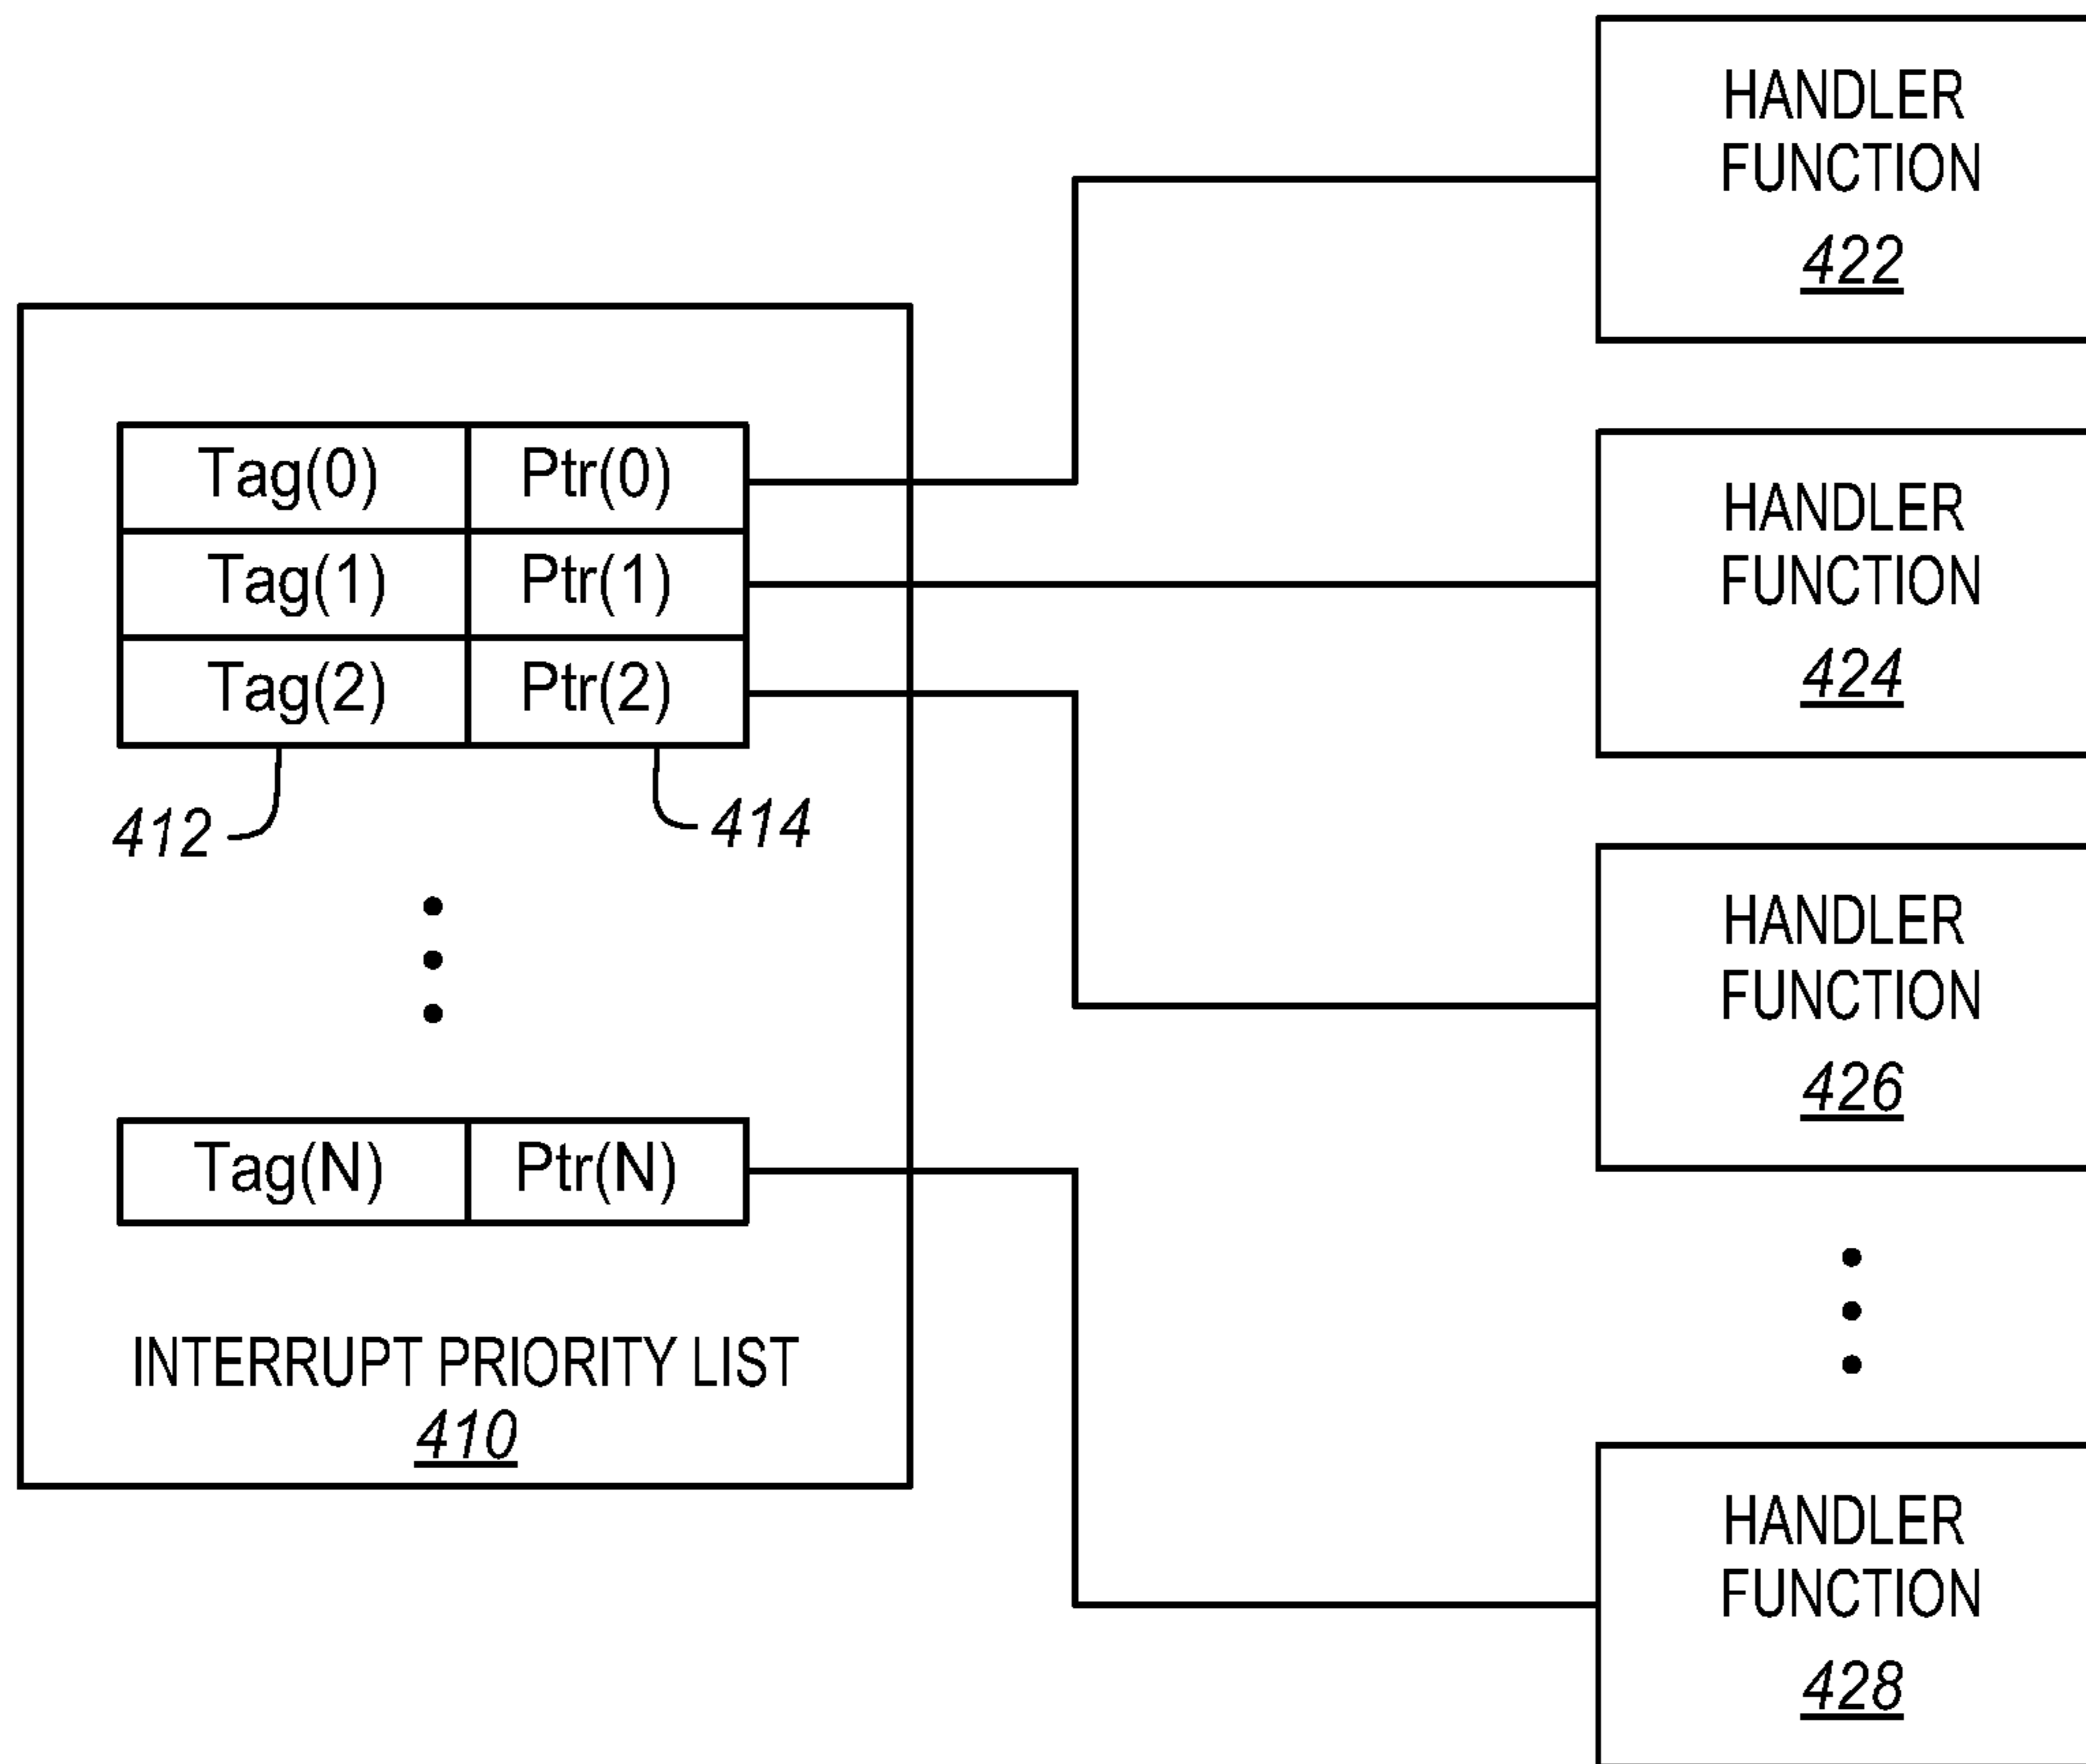 Tag(0) Ptr(0)
Tag(1) Ptr(1)
Tag(2) Ptr(2)
412 414
Tag(N) Ptr(N)
INTERRUPT PRIORITY LIST
410
HANDLER
FUNCTION
422
HANDLER
FUNCTION
424
HANDLER
FUNCTION
426
HANDLER
FUNCTION
428